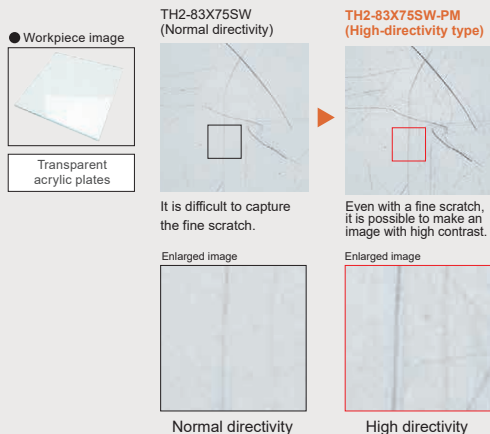 ● Workpiece image
Transparent
acrylic plates
TH2-83X75SW
(Normal directivity)
It is difficult to capture
the fine scratch.
Enlarged image
Normal directivity
TH2-83X75SW-PM
(High-directivity type)
Even with a fine scratch,
it is possible to make an
image with high contrast.
Enlarged image
High directivity